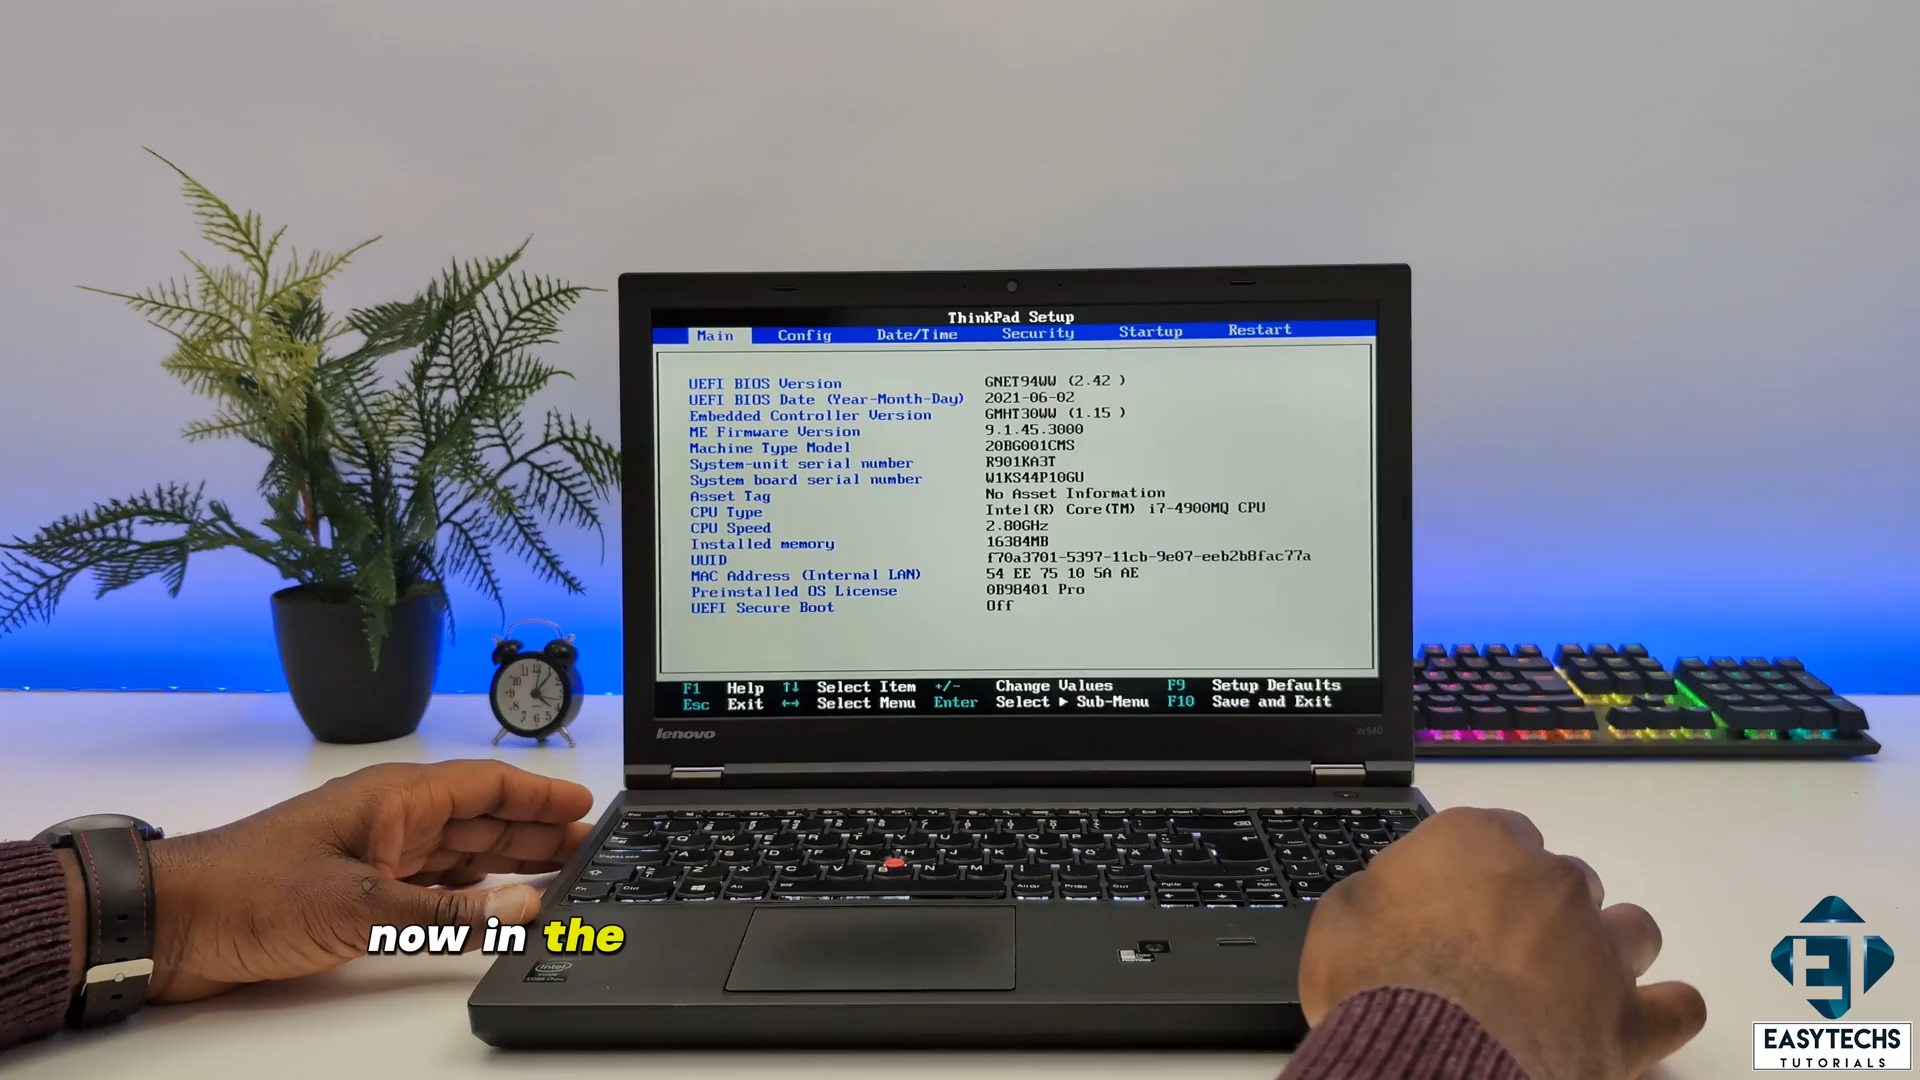 ThinkPad Setup
Main Config Date/Time Security Startup Restart
UEFI BIOS Version GNET94WW (2.42 )
UEFI BIOS Date (Year-Month-Day) 2021-06-02
Embedded Controller Version GMHT30WW (1.15 )
ME Firmware Version 9.1.45.3000
Machine Type Model 20BG001CMS
System-unit serial number R901KA3T
System board serial number W1KS44P10GU
Asset Tag No Asset Information
CPU Type Intel(R) Core(TM) i7-4900MQ CPU
CPU Speed 2.80GHz
Installed memory 16384MB
UUID f70a3701-5397-11cb-9e07-eeb2b8fac77a
MAC Address (Internal LAN) 54 EE 75 10 5A AE
Preinstalled OS License 0B98401 Pro
UEFI Secure Boot Off
F1 Help ↑↓ Select Item +/- Change Values F9 Setup Defaults
Esc Exit ←→ Select Menu Enter Select ▶ Sub-Menu F10 Save and Exit
lenovo W540
now in the
EASYTECHS
TUTORIALS